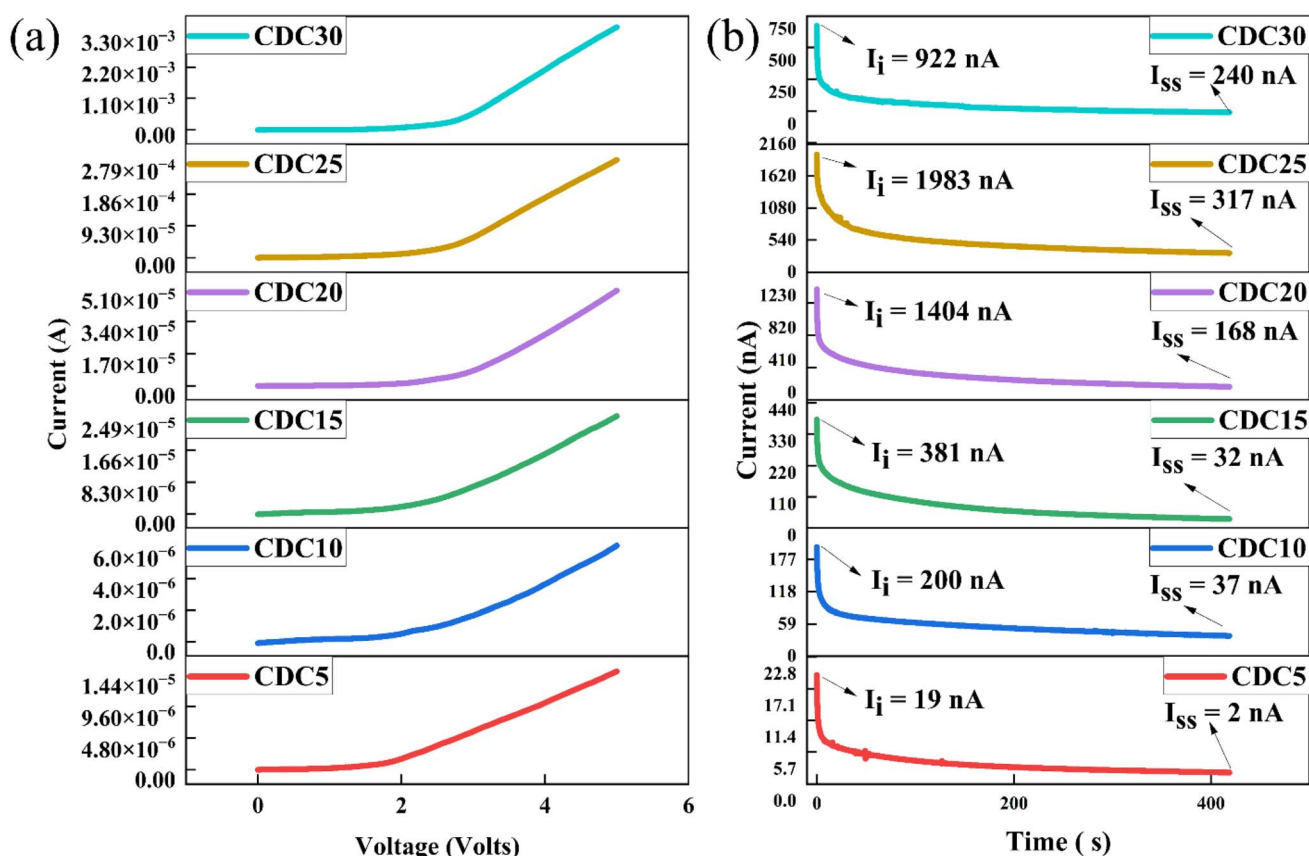 (a)
CDC30
3.30×10⁻³
2.20×10⁻³
1.10×10⁻³
0.00
CDC25
2.79×10⁻⁴
1.86×10⁻⁴
9.30×10⁻⁵
0.00
CDC20
5.10×10⁻⁵
3.40×10⁻⁵
1.70×10⁻⁵
0.00
CDC15
2.49×10⁻⁵
1.66×10⁻⁵
8.30×10⁻⁶
0.00
CDC10
6.0×10⁻⁶
4.0×10⁻⁶
2.0×10⁻⁶
0.0
CDC5
1.44×10⁻⁵
9.60×10⁻⁶
4.80×10⁻⁶
0.00
Current (A)
0 2 4 6
Voltage (Volts)
(b)
CDC30
750
500
250
0
Ii = 922 nA
Iss = 240 nA
CDC25
2160
1620
1080
540
0
Ii = 1983 nA
Iss = 317 nA
CDC20
1230
820
410
0
Ii = 1404 nA
Iss = 168 nA
CDC15
440
330
220
110
0
Ii = 381 nA
Iss = 32 nA
CDC10
177
118
59
0
Ii = 200 nA
Iss = 37 nA
CDC5
22.8
17.1
11.4
5.7
0.0
Ii = 19 nA
Iss = 2 nA
Current (nA)
0 200 400
Time ( s)